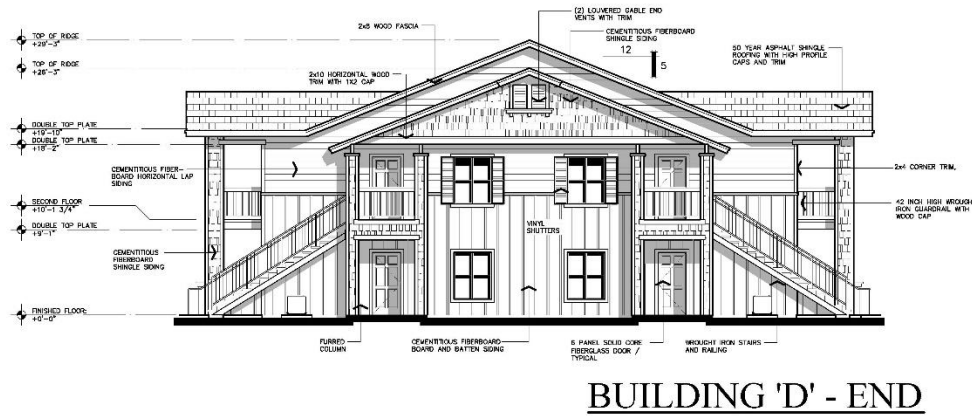 (2) LOUVERED GABLE END
VENTS WITH TRIM
2x8 WOOD FASCIA
CEMENTITIOUS FIBERBOARD
SHINGLE SIDING
TOP OF RIDGE
+29'-3"
12
5
50 YEAR ASPHALT SHINGLE
ROOFING WITH HIGH PROFILE
CAPS AND TRIM
TOP OF RIDGE
+26'-3"
2x10 HORIZONTAL WOOD
TRIM WITH 1X2 CAP
DOUBLE TOP PLATE
+19'-10"
DOUBLE TOP PLATE
+18'-2"
CEMENTITIOUS FIBER-
BOARD HORIZONTAL LAP
SIDING
2x4 CORNER TRIM,
SECOND FLOOR
+10'-1 3/4"
42 INCH HIGH WROUGH
IRON GUARDRAIL WITH
WOOD CAP
DOUBLE TOP PLATE
+9'-1"
VINYL
SHUTTERS
CEMENTITIOUS
FIBERBOARD
SHINGLE SIDING
FINISHED FLOOR:
+0'-0"
FURRED
COLUMN
CEMENTITIOUS FIBERBOARD
BOARD AND BATTEN SIDING
6 PANEL SOLID CORE
FIBERGLASS DOOR /
TYPICAL
WROUGHT IRON STAIRS
AND RAILING
BUILDING 'D' - END